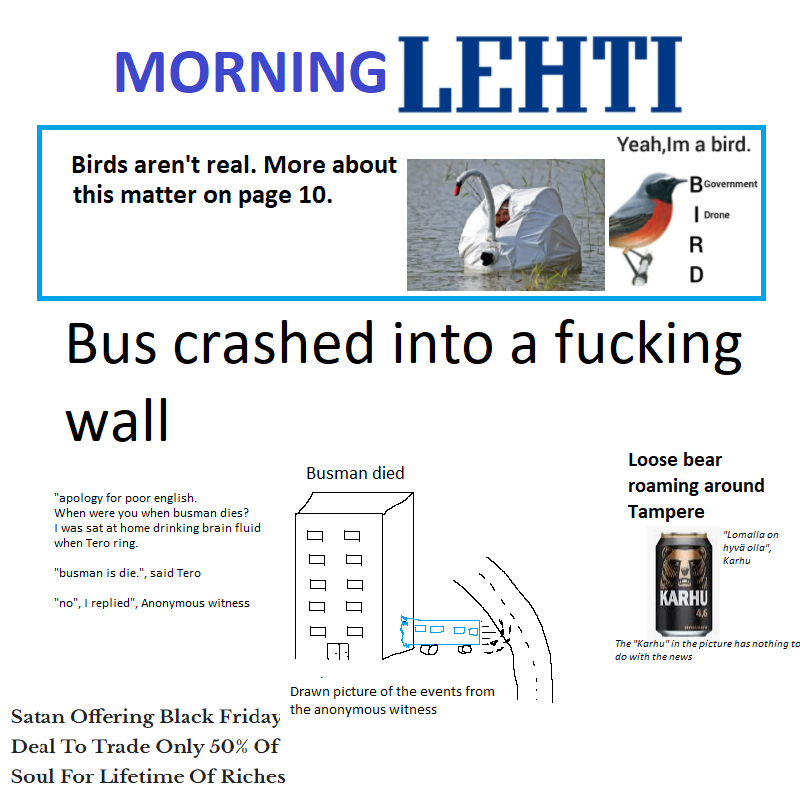 MORNING LEHTI
Birds aren't real. More about
this matter on page 10.
Yeah,Im a bird.
B Government
I Drone
R
D
Bus crashed into a fucking
wall
Busman died
"apology for poor english.
When were you when busman dies?
I was sat at home drinking brain fluid
when Tero ring.
"busman is die.", said Tero
"no", I replied", Anonymous witness
Drawn picture of the events from
the anonymous witness
Loose bear
roaming around
Tampere
"Lomalla on
hyvä olla",
Karhu
KARHU
4,6
The "Karhu" in the picture has nothing to
do with the news
Satan Offering Black Friday
Deal To Trade Only 50% Of
Soul For Lifetime Of Riches